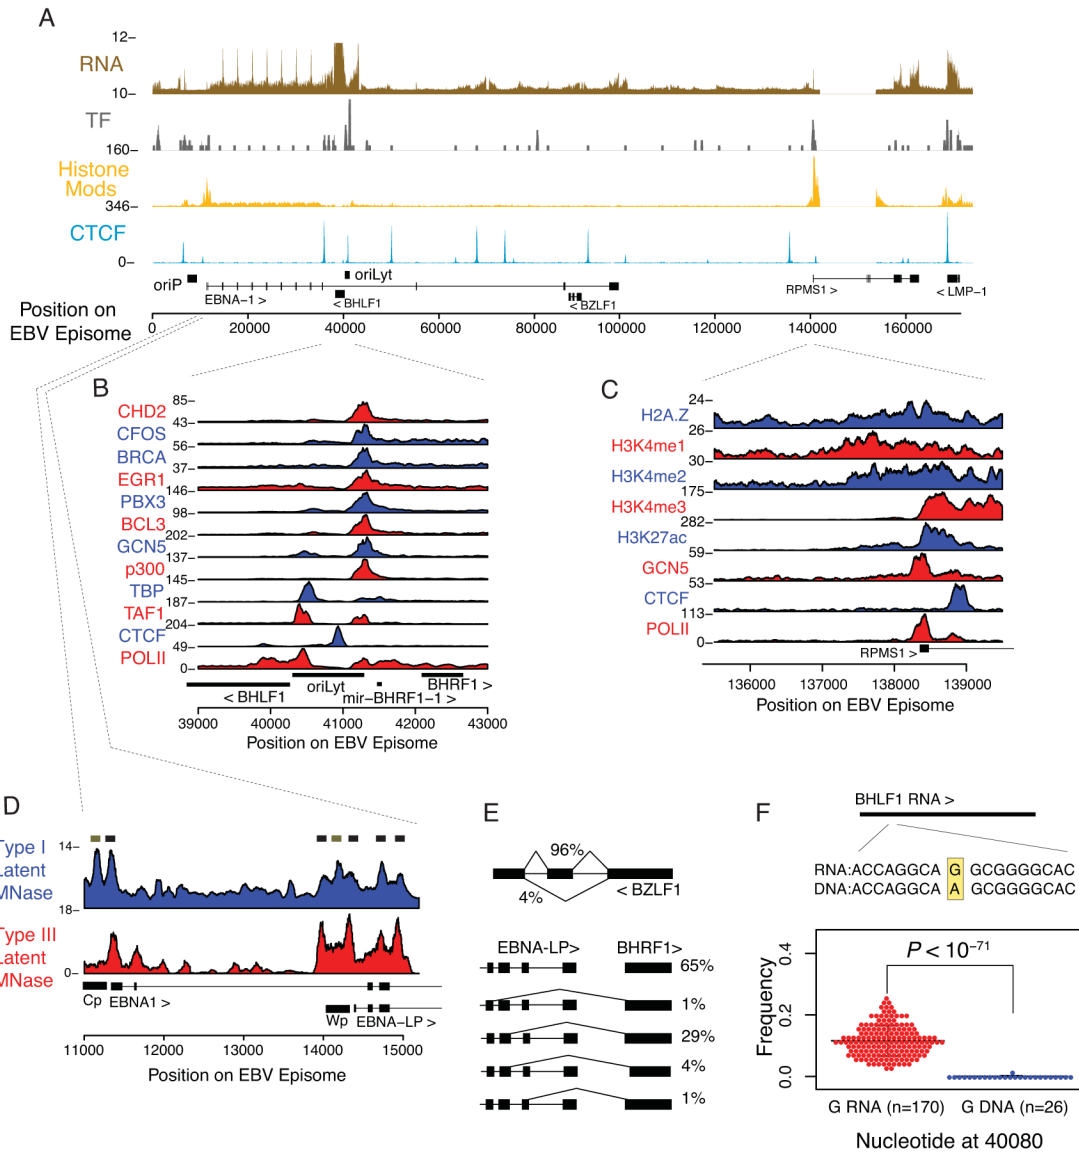 A
12–
RNA
10–
TF
160–
Histone
Mods
346–
CTCF
0–
oriP
oriLyt
EBNA-1 >
< BHLF1
< BZLF1
RPMS1 >
< LMP-1
Position on
EBV Episome
0 20000 40000 60000 80000 100000 120000 140000 160000
B
85–
CHD2
43–
CFOS
56–
BRCA
37–
EGR1
146–
PBX3
98–
BCL3
202–
GCN5
137–
p300
145–
TBP
187–
TAF1
204–
CTCF
49–
POLII
0–
< BHLF1
oriLyt
mir-BHRF1-1 >
BHRF1 >
39000 40000 41000 42000 43000
Position on EBV Episome
C
24–
H2A.Z
26–
H3K4me1
30–
H3K4me2
175–
H3K4me3
282–
H3K27ac
59–
GCN5
53–
CTCF
113–
POLII
0–
RPMS1 >
136000 137000 138000 139000
Position on EBV Episome
D
14–
Type I
Latent
MNase
18–
Type III
Latent
MNase
0–
Cp EBNA1 >
Wp EBNA-LP >
11000 12000 13000 14000 15000
Position on EBV Episome
E
96%
4%
< BZLF1
EBNA-LP> BHRF1>
65%
1%
29%
4%
1%
F
BHLF1 RNA >
RNA:ACCAGGCA G GCGGGGCAC
DNA:ACCAGGCA A GCGGGGCAC
P < 10⁻⁷¹
Frequency
0.4
0.2
0.0
G RNA (n=170) G DNA (n=26)
Nucleotide at 40080